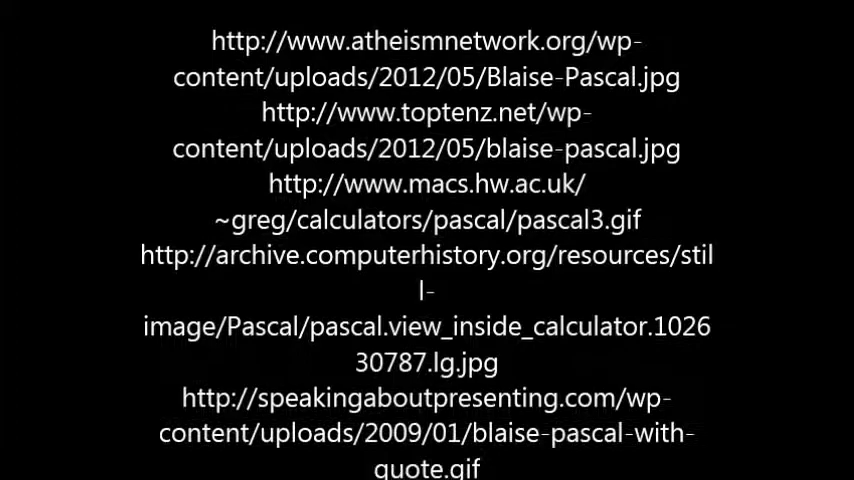 http://www.atheismnetwork.org/wp-
content/uploads/2012/05/Blaise-Pascal.jpg
http://www.toptenz.net/wp-
content/uploads/2012/05/blaise-pascal.jpg
http://www.macs.hw.ac.uk/
~greg/calculators/pascal/pascal3.gif
http://archive.computerhistory.org/resources/stil
l-
image/Pascal/pascal.view_inside_calculator.1026
30787.lg.jpg
http://speakingaboutpresenting.com/wp-
content/uploads/2009/01/blaise-pascal-with-
quote.gif